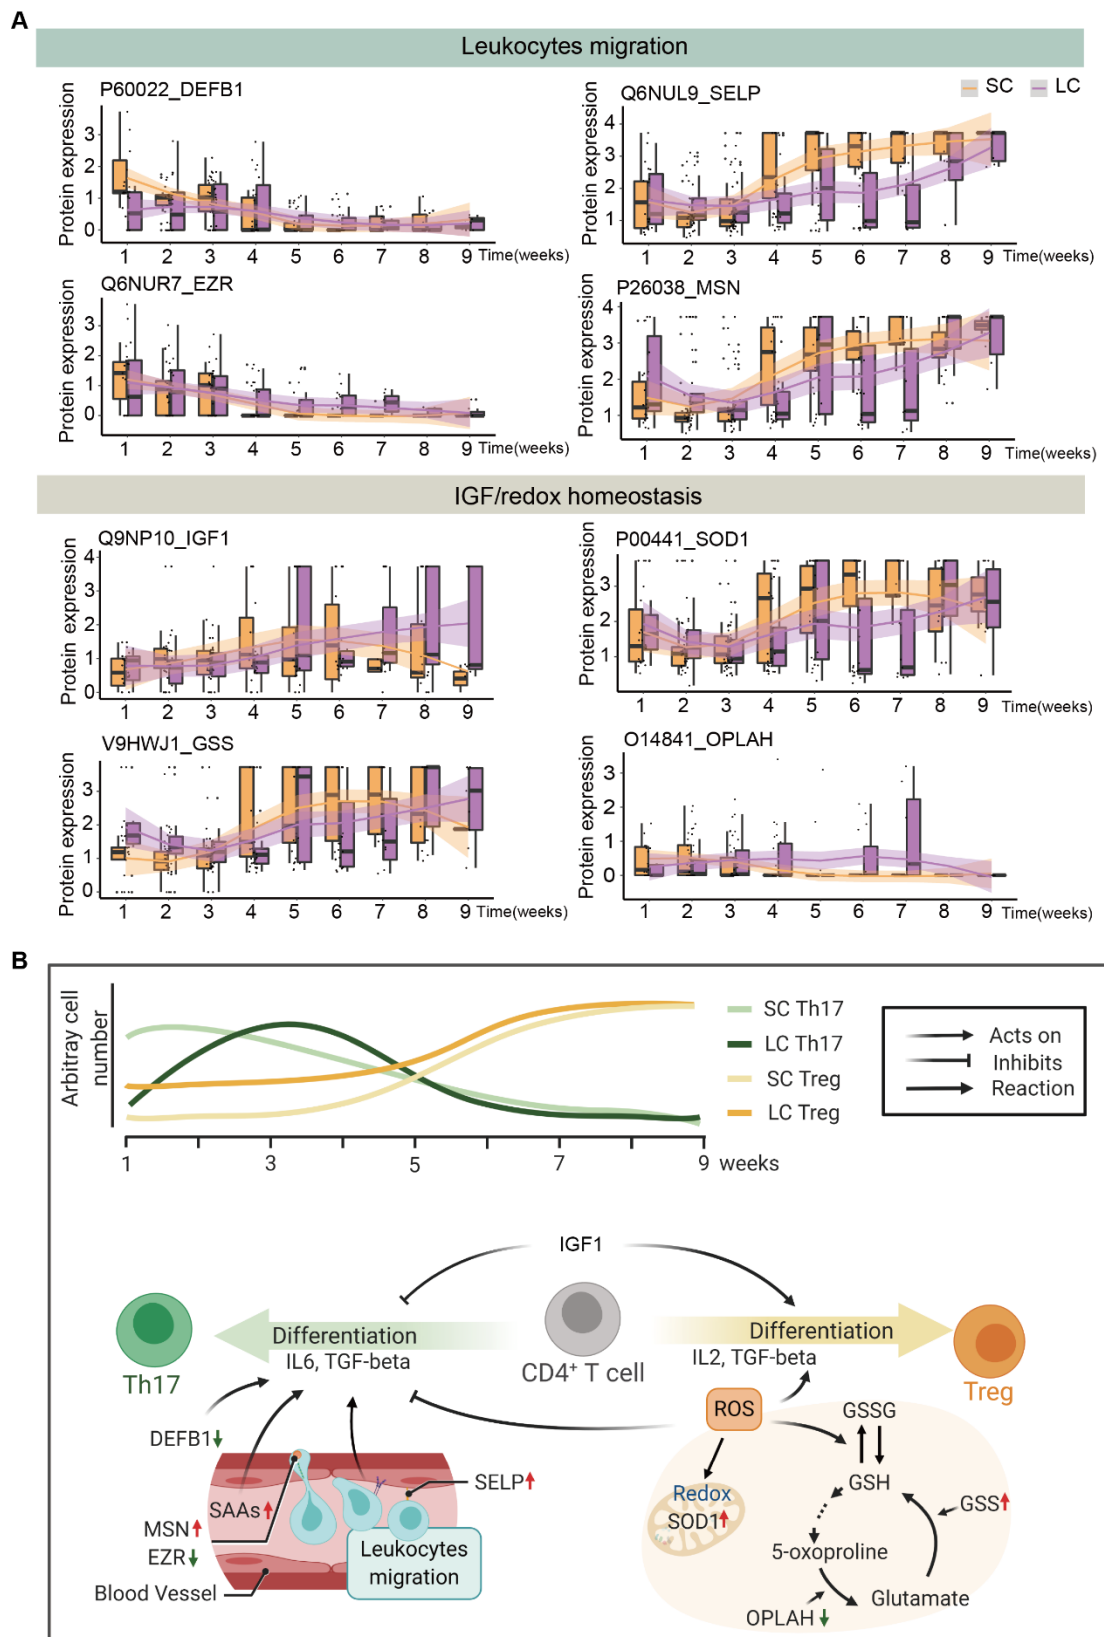 A
Leukocytes migration
P60022_DEFB1
Protein expression
3
2
1
0
1 2 3 4 5 6 7 8 9 Time(weeks)
Q6NUL9_SELP
SC LC
Protein expression
4
3
2
1
1 2 3 4 5 6 7 8 9 Time(weeks)
Q6NUR7_EZR
Protein expression
3
2
1
0
1 2 3 4 5 6 7 8 9 Time(weeks)
P26038_MSN
Protein expression
4
3
2
1
1 2 3 4 5 6 7 8 9 Time(weeks)
IGF/redox homeostasis
Q9NP10_IGF1
Protein expression
4
3
2
1
0
1 2 3 4 5 6 7 8 9 Time(weeks)
P00441_SOD1
Protein expression
3
2
1
1 2 3 4 5 6 7 8 9 Time(weeks)
V9HWJ1_GSS
Protein expression
3
2
1
0
1 2 3 4 5 6 7 8 9 Time(weeks)
O14841_OPLAH
Protein expression
3
2
1
0
1 2 3 4 5 6 7 8 9 Time(weeks)
B
Arbitray cell
number
SC Th17
LC Th17
SC Treg
LC Treg
Acts on
Inhibits
Reaction
1 3 5 7 9 weeks
IGF1
Differentiation
IL6, TGF-beta
Th17
CD4+ T cell
Differentiation
IL2, TGF-beta
Treg
DEFB1
SAAs
MSN
EZR
Blood Vessel
SELP
Leukocytes
migration
ROS
Redox
SOD1
GSSG
GSH
GSS
5-oxoproline
Glutamate
OPLAH